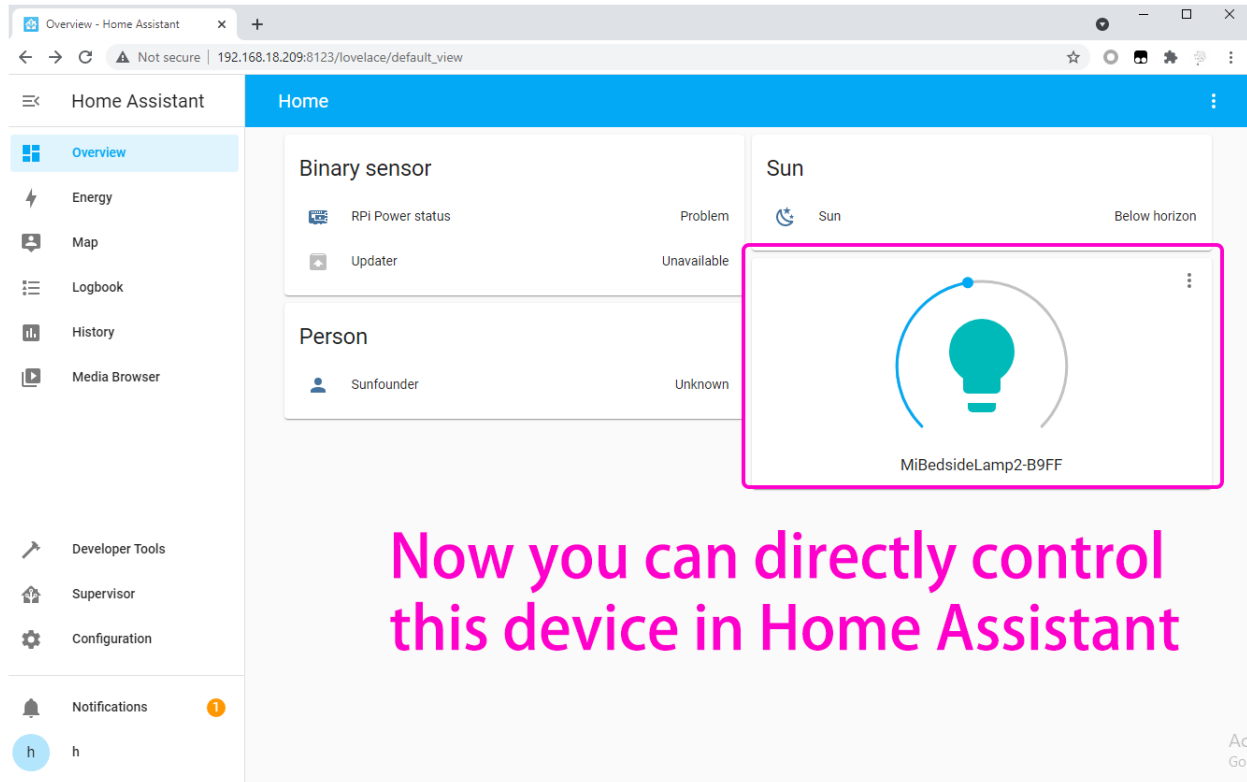 Overview - Home Assistant
Not secure | 192.168.18.209:8123/lovelace/default_view
Home Assistant
Home
Overview
Energy
Map
Logbook
History
Media Browser
Developer Tools
Supervisor
Configuration
Notifications 1
h h
Binary sensor
RPi Power status Problem
Updater Unavailable
Person
Sunfounder Unknown
Sun
Sun Below horizon
MiBedsideLamp2-B9FF
Now you can directly control
this device in Home Assistant